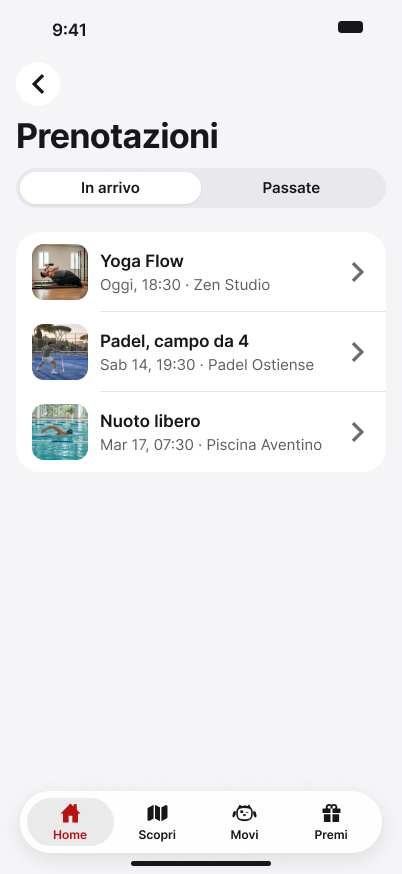 9:41
Prenotazioni
In arrivo
Passate
Yoga Flow
Oggi, 18:30 · Zen Studio
Padel, campo da 4
Sab 14, 19:30 · Padel Ostiense
Nuoto libero
Mar 17, 07:30 · Piscina Aventino
Home
Scopri
Movi
Premi